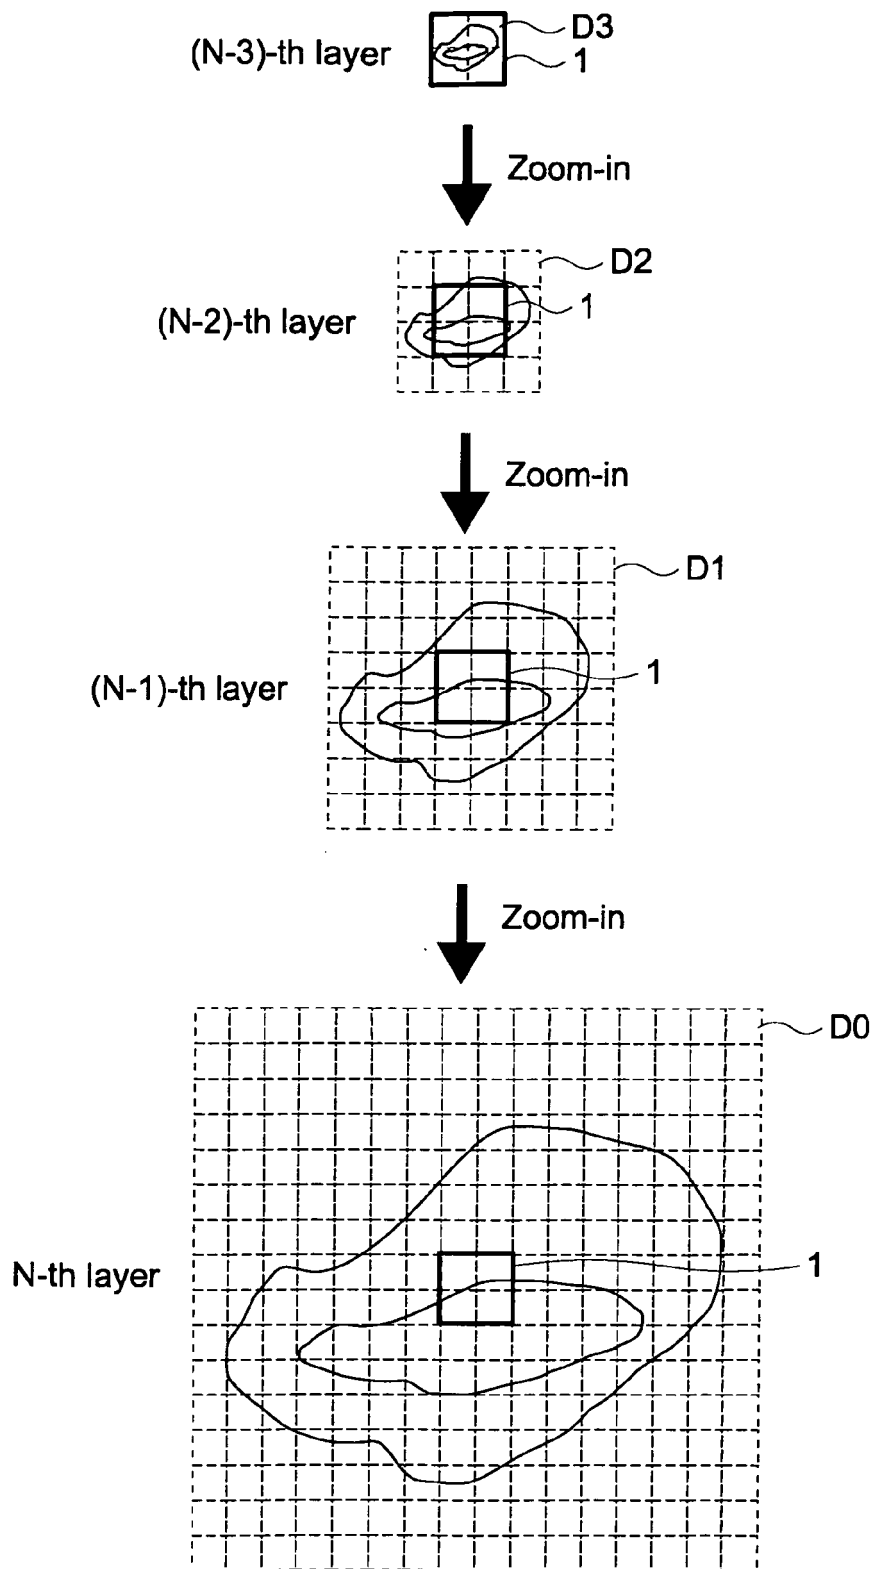 D3
(N-3)-th layer
1
Zoom-in
D2
1
(N-2)-th layer
Zoom-in
D1
1
(N-1)-th layer
Zoom-in
D0
1
N-th layer